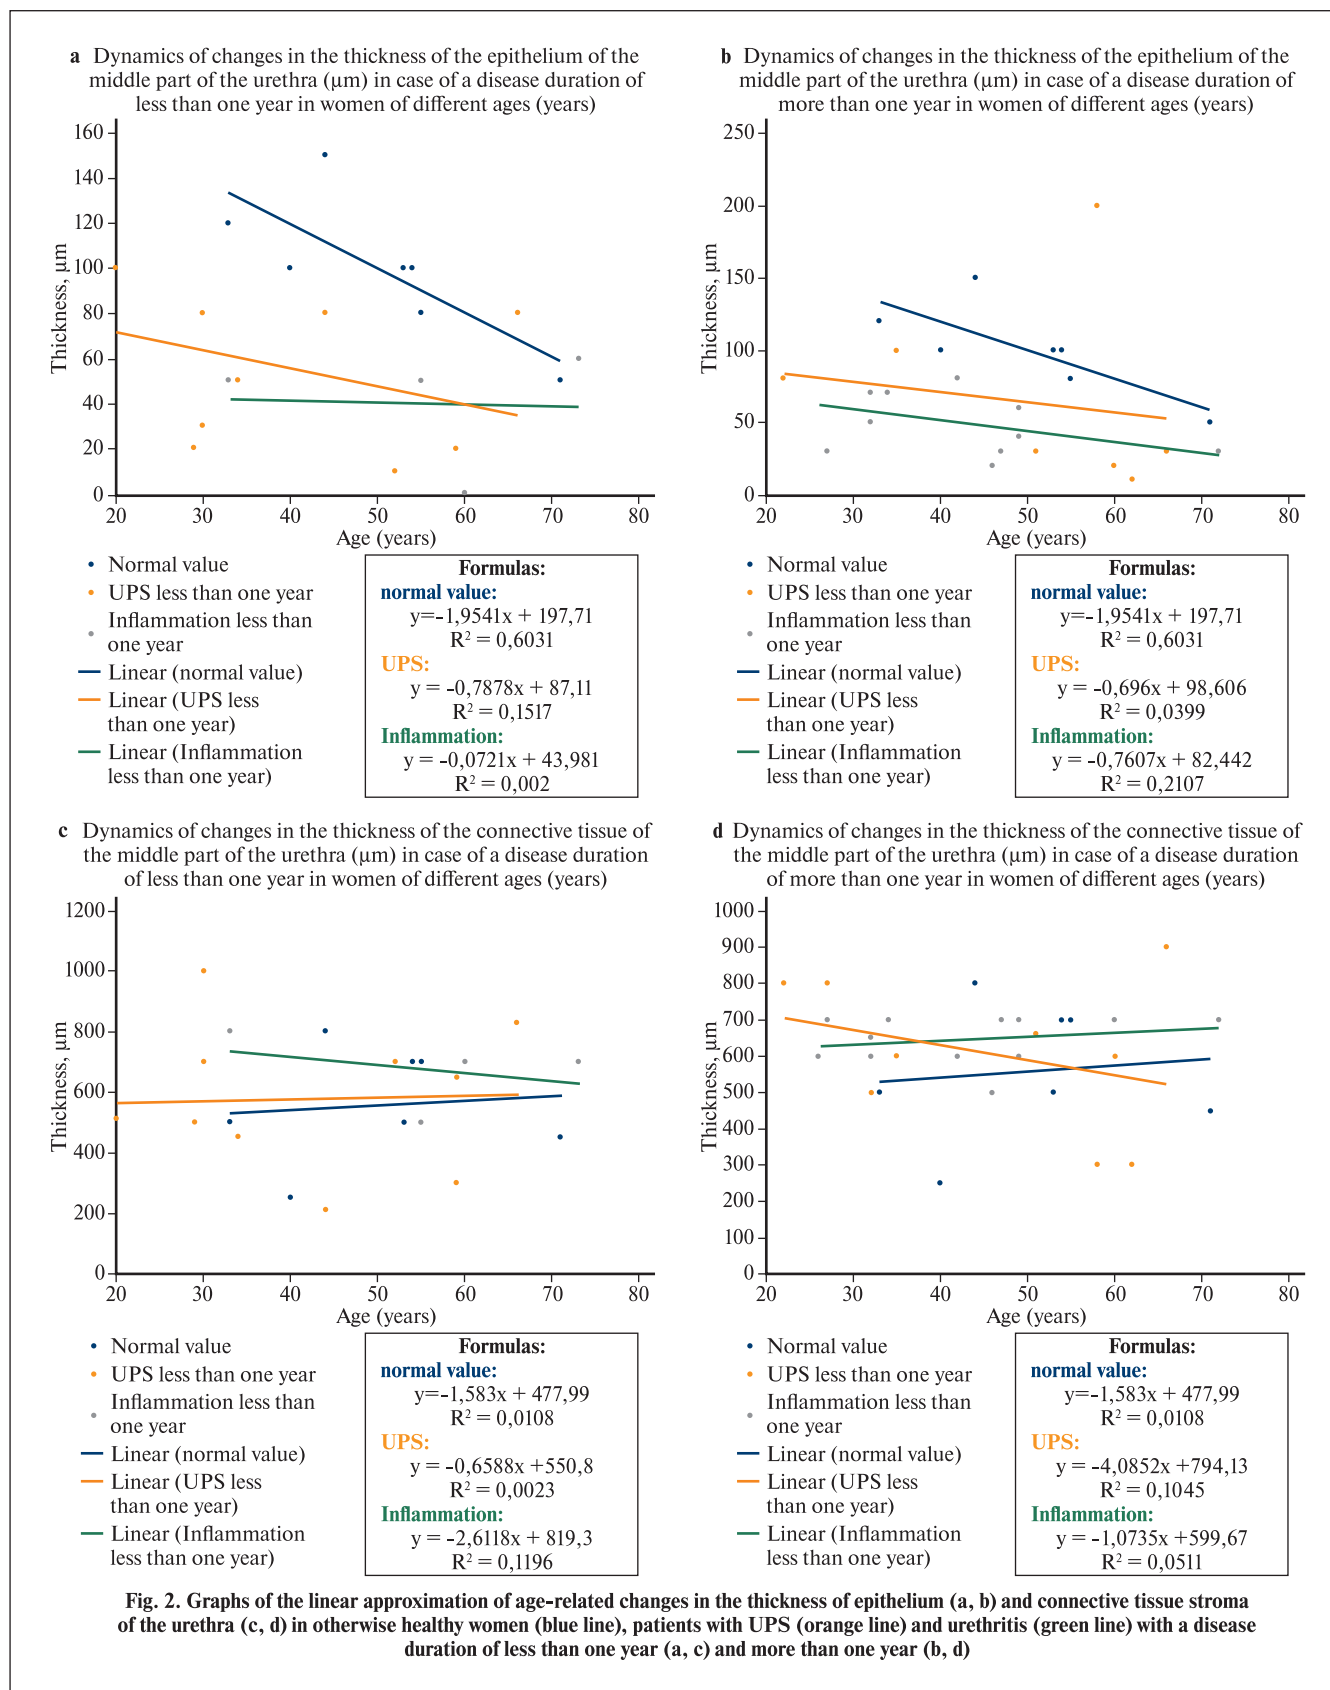 a Dynamics of changes in the thickness of the epithelium of the
middle part of the urethra (µm) in case of a disease duration of
less than one year in women of different ages (years)
160
140
120
100
80
60
40
20
0
Thickness, µm
20 30 40 50 60 70 80
Age (years)
Normal value
UPS less than one year
Inflammation less than
one year
Linear (normal value)
Linear (UPS less
than one year)
Linear (Inflammation
less than one year)
Formulas:
normal value:
y=-1,9541x + 197,71
R² = 0,6031
UPS:
y = -0,7878x + 87,11
R² = 0,1517
Inflammation:
y = -0,0721x + 43,981
R² = 0,002
b Dynamics of changes in the thickness of the epithelium of the
middle part of the urethra (µm) in case of a disease duration of
more than one year in women of different ages (years)
250
200
150
100
50
0
Thickness, µm
20 30 40 50 60 70 80
Age (years)
Normal value
UPS less than one year
Inflammation less than
one year
Linear (normal value)
Linear (UPS less
than one year)
Linear (Inflammation
less than one year)
Formulas:
normal value:
y=-1,9541x + 197,71
R² = 0,6031
UPS:
y = -0,696x + 98,606
R² = 0,0399
Inflammation:
y = -0,7607x + 82,442
R² = 0,2107
c Dynamics of changes in the thickness of the connective tissue of
the middle part of the urethra (µm) in case of a disease duration
of less than one year in women of different ages (years)
1200
1000
800
600
400
200
0
Thickness, µm
20 30 40 50 60 70 80
Age (years)
Normal value
UPS less than one year
Inflammation less than
one year
Linear (normal value)
Linear (UPS less
than one year)
Linear (Inflammation
less than one year)
Formulas:
normal value:
y=-1,583x + 477,99
R² = 0,0108
UPS:
y = -0,6588x +550,8
R² = 0,0023
Inflammation:
y = -2,6118x + 819,3
R² = 0,1196
d Dynamics of changes in the thickness of the connective tissue of
the middle part of the urethra (µm) in case of a disease duration
of more than one year in women of different ages (years)
1000
900
800
700
600
500
400
300
200
100
0
Thickness, µm
20 30 40 50 60 70 80
Age (years)
Normal value
UPS less than one year
Inflammation less than
one year
Linear (normal value)
Linear (UPS less
than one year)
Linear (Inflammation
less than one year)
Formulas:
normal value:
y=-1,583x + 477,99
R² = 0,0108
UPS:
y = -4,0852x +794,13
R² = 0,1045
Inflammation:
y = -1,0735x +599,67
R² = 0,0511
Fig. 2. Graphs of the linear approximation of age-related changes in the thickness of epithelium (a, b) and connective tissue stroma
of the urethra (c, d) in otherwise healthy women (blue line), patients with UPS (orange line) and urethritis (green line) with a disease
duration of less than one year (a, c) and more than one year (b, d)